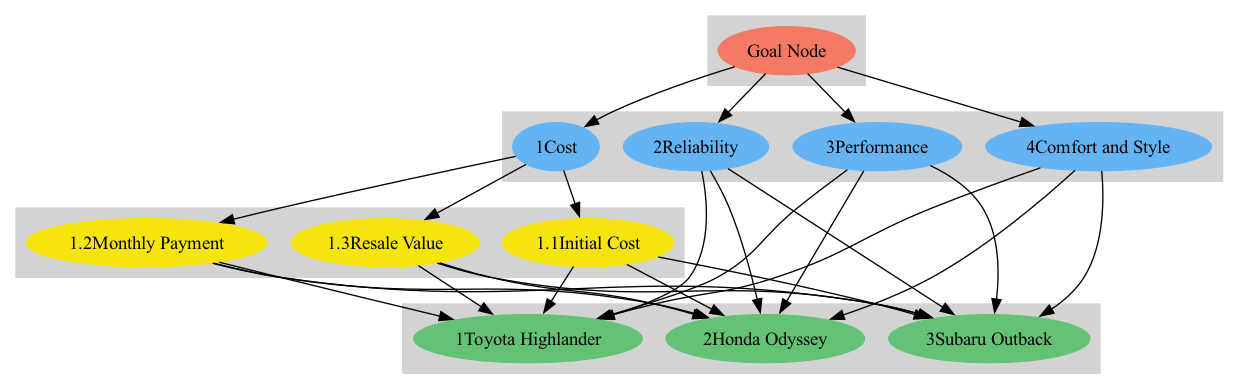 Goal Node
1Cost
2Reliability
3Performance
4Comfort and Style
1.2Monthly Payment
1.3Resale Value
1.1Initial Cost
1Toyota Highlander
2Honda Odyssey
3Subaru Outback